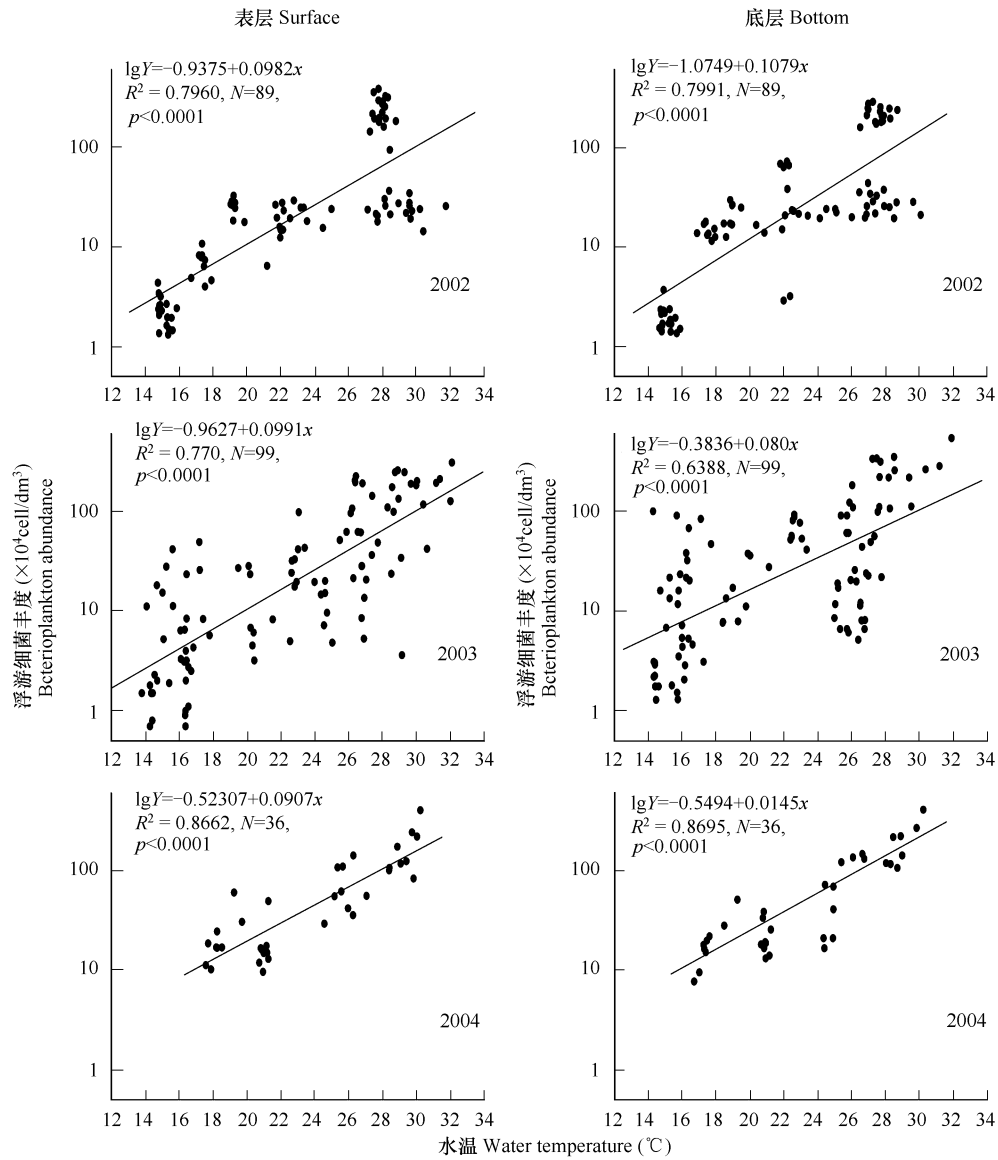 表层 Surface
底层 Bottom
lgY=−0.9375+0.0982x
R² = 0.7960, N=89,
p<0.0001
100
10
1
2002
12 14 16 18 20 22 24 26 28 30 32 34
lgY=−1.0749+0.1079x
R² = 0.7991, N=89,
p<0.0001
100
10
1
2002
12 14 16 18 20 22 24 26 28 30 32 34
浮游细菌丰度 (×10⁴cell/dm³)
Bcterioplankton abundance
lgY=−0.9627+0.0991x
R² = 0.770, N=99,
p<0.0001
100
10
1
2003
12 14 16 18 20 22 24 26 28 30 32 34
浮游细菌丰度 (×10⁴cell/dm³)
Bcterioplankton abundance
lgY=−0.3836+0.080x
R² = 0.6388, N=99,
p<0.0001
100
10
1
2003
12 14 16 18 20 22 24 26 28 30 31 34
lgY=−0.52307+0.0907x
R² = 0.8662, N=36,
p<0.0001
100
10
1
2004
12 14 16 18 20 22 24 26 28 30 32 34
lgY=−0.5494+0.0145x
R² = 0.8695, N=36,
p<0.0001
100
10
1
2004
12 14 16 18 20 22 24 26 28 30 32 34
水温 Water temperature (℃)